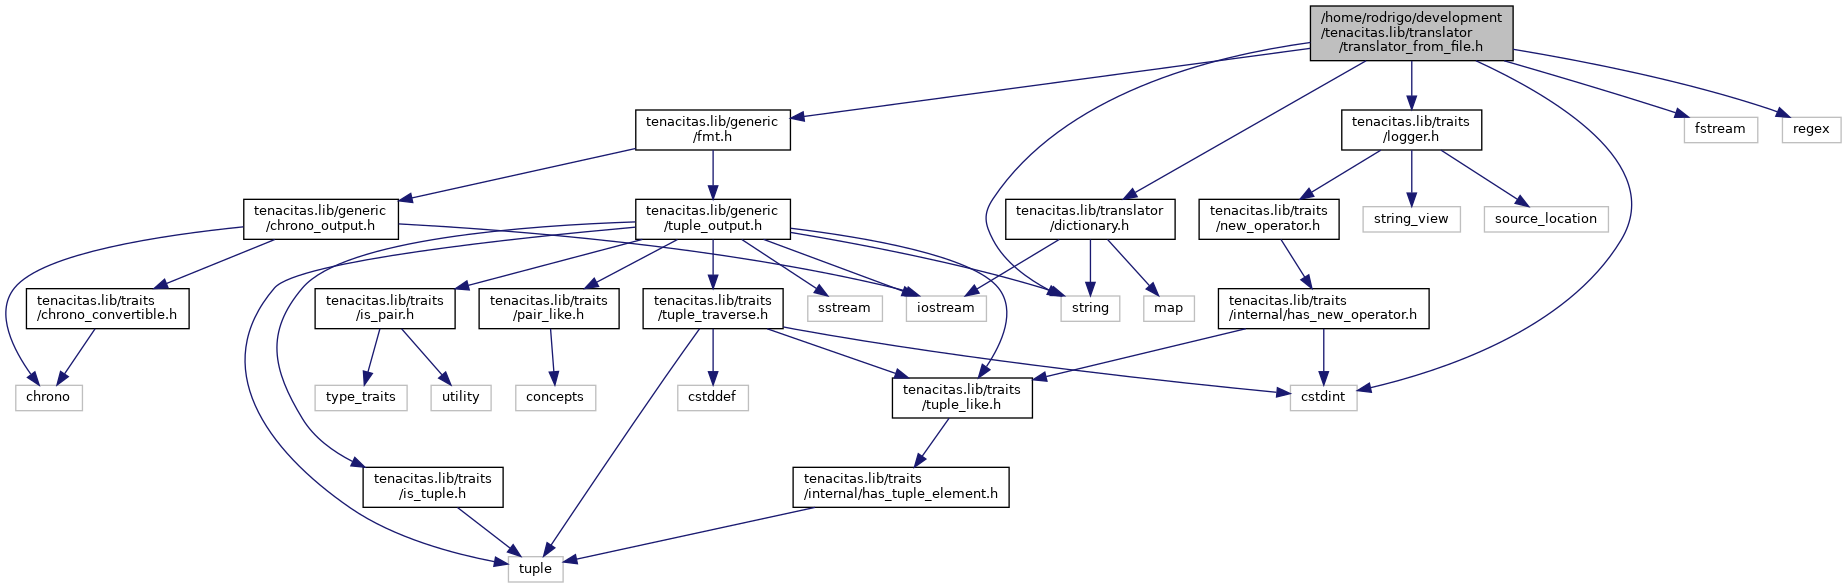 /home/rodrigo/development
/tenacitas.lib/translator
/translator_from_file.h
tenacitas.lib/generic
/fmt.h
tenacitas.lib/traits
/logger.h
fstream
regex
tenacitas.lib/generic
/chrono_output.h
tenacitas.lib/generic
/tuple_output.h
tenacitas.lib/translator
/dictionary.h
tenacitas.lib/traits
/new_operator.h
string_view
source_location
tenacitas.lib/traits
/chrono_convertible.h
tenacitas.lib/traits
/is_pair.h
tenacitas.lib/traits
/pair_like.h
tenacitas.lib/traits
/tuple_traverse.h
sstream
iostream
string
map
tenacitas.lib/traits
/internal/has_new_operator.h
chrono
type_traits
utility
concepts
cstddef
tenacitas.lib/traits
/tuple_like.h
cstdint
tenacitas.lib/traits
/is_tuple.h
tenacitas.lib/traits
/internal/has_tuple_element.h
tuple